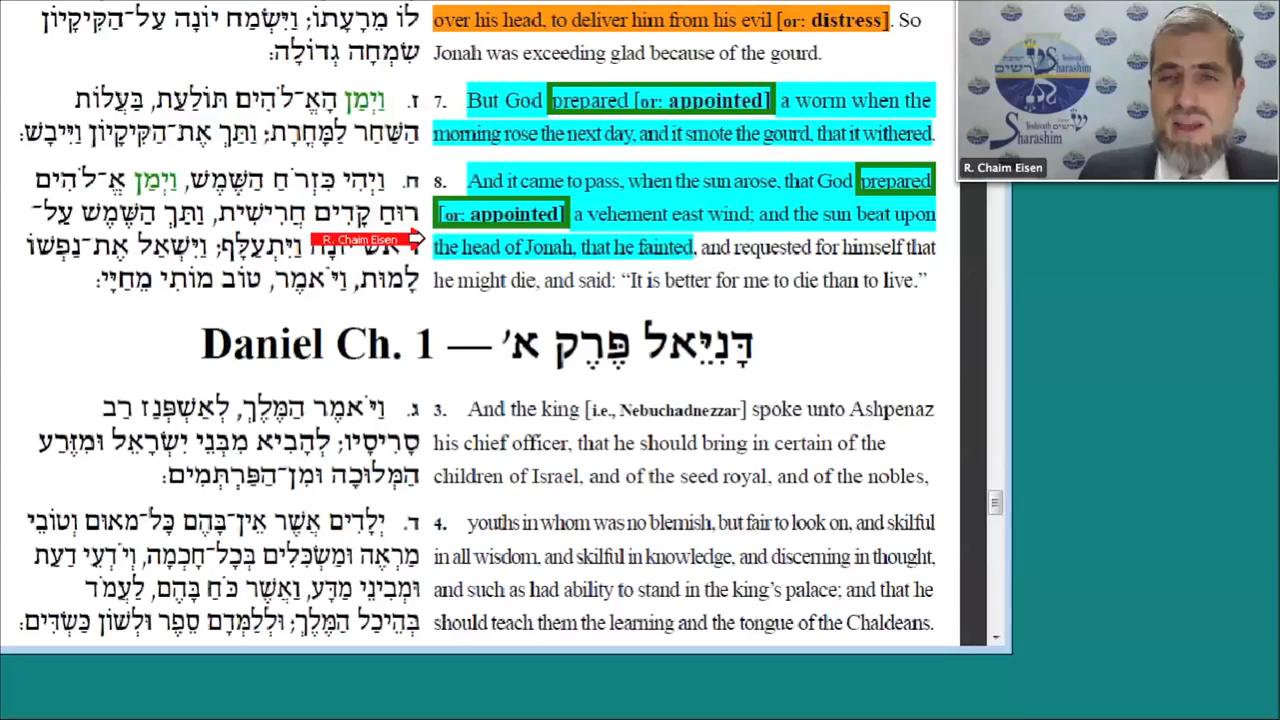 לוֹ מֵרָעָתוֹ; וַיִּשְׂמַח יוֹנָה עַל־הַקִּיקָיוֹן
שִׂמְחָה גְדוֹלָה:
over his head, to deliver him from his evil [or: distress]. So
Jonah was exceeding glad because of the gourd.
ז. וַיְמַן הָאֱ־לֹהִים תּוֹלַעַת, בַּעֲלוֹת
הַשַּׁחַר לַמָּחֳרָת; וַתַּךְ אֶת־הַקִּיקָיוֹן וַיִּיבָשׁ:
7. But God prepared [or: appointed] a worm when the
morning rose the next day, and it smote the gourd, that it withered.
ח. וַיְהִי כִּזְרֹחַ הַשֶּׁמֶשׁ, וַיְמַן אֱ־לֹהִים
רוּחַ קָדִים חֲרִישִׁית, וַתַּךְ הַשֶּׁמֶשׁ עַל־
יוֹנָה וַיִּתְעַלָּף; וַיִּשְׁאַל אֶת־נַפְשׁוֹ
לָמוּת, וַיֹּאמֶר, טוֹב מוֹתִי מֵחַיָּי:
8. And it came to pass, when the sun arose, that God prepared
[or: appointed] a vehement east wind; and the sun beat upon
the head of Jonah, that he fainted, and requested for himself that
he might die, and said: “It is better for me to die than to live.”
R. Chaim Eisen
Daniel Ch. 1 — דָּנִיֵּאל פֶּרֶק א׳
ג. וַיֹּאמֶר הַמֶּלֶךְ, לְאַשְׁפְּנַז רַב
סָרִיסָיו; לְהָבִיא מִבְּנֵי יִשְׂרָאֵל וּמִזֶּרַע
הַמְּלוּכָה וּמִן־הַפַּרְתְּמִים:
3. And the king [i.e., Nebuchadnezzar] spoke unto Ashpenaz
his chief officer, that he should bring in certain of the
children of Israel, and of the seed royal, and of the nobles,
ד. יְלָדִים אֲשֶׁר אֵין־בָּהֶם כָּל־מאוּם וְטוֹבֵי
מַרְאֶה וּמַשְׂכִּלִים בְּכָל־חָכְמָה, וְיֹדְעֵי דַעַת
וּמְבִינֵי מַדָּע, וַאֲשֶׁר כֹּחַ בָּהֶם, לַעֲמֹד
בְּהֵיכַל הַמֶּלֶךְ; וּלְלַמְּדָם סֵפֶר וּלְשׁוֹן כַּשְׂדִּים:
4. youths in whom was no blemish, but fair to look on, and skilful
in all wisdom, and skilful in knowledge, and discerning in thought,
and such as had ability to stand in the king’s palace; and that he
should teach them the learning and the tongue of the Chaldeans.
Yeshivath
Sharashim
שרשים
R. Chaim Eisen